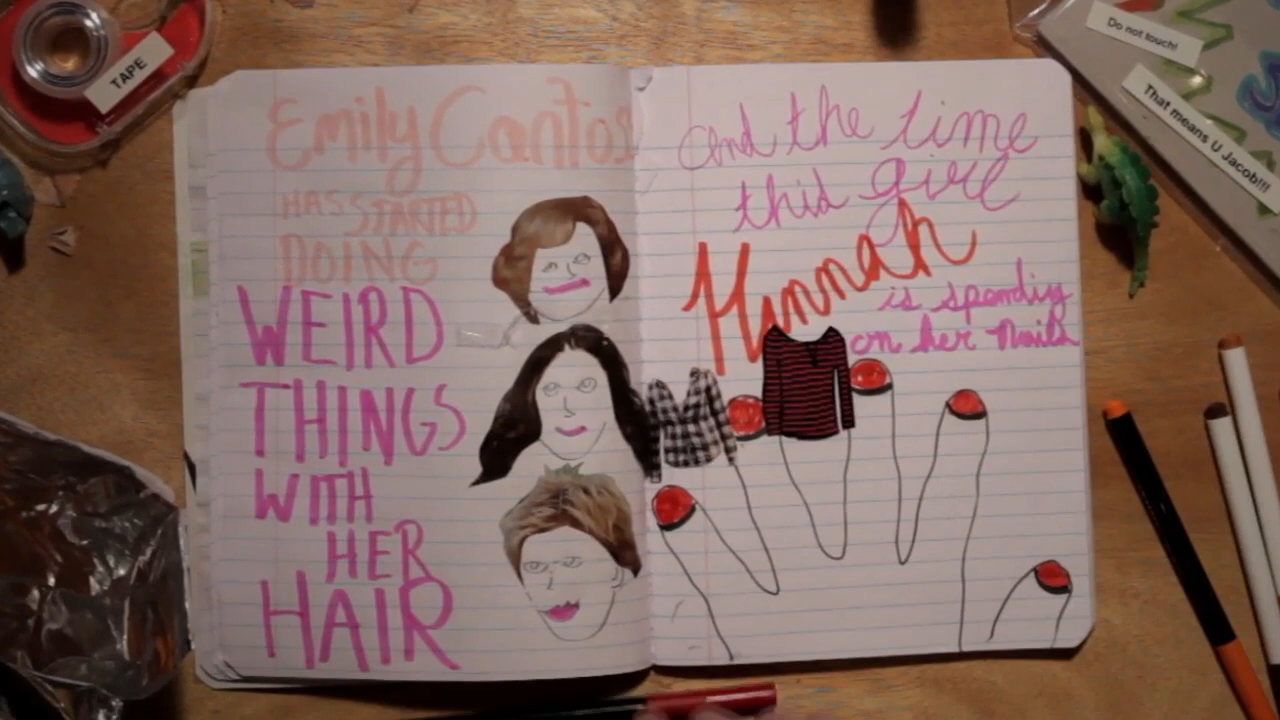 TAPE
Do not touch!
That means U Jacob!!!
Emily Cantos
HAS STARTED
DOING
WEIRD
THINGS
WITH
HER
HAIR
and the time
this girl
Hannah
is spending
on her nails